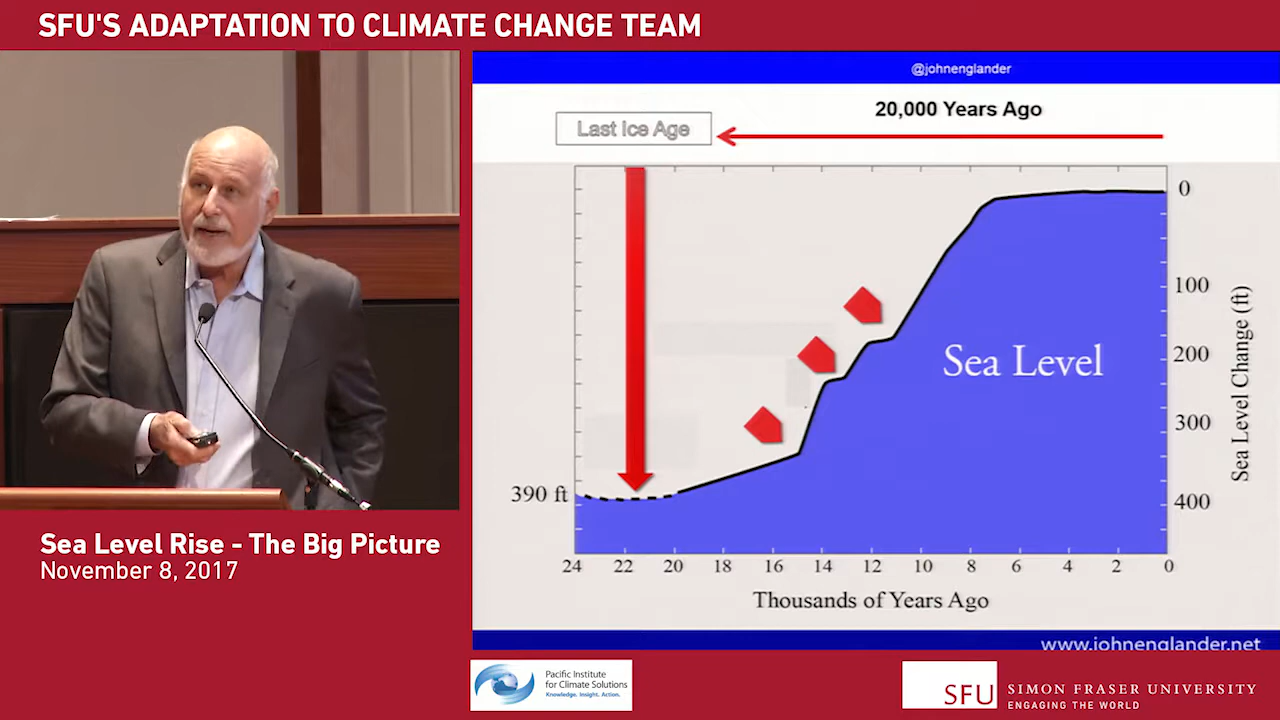 SFU'S ADAPTATION TO CLIMATE CHANGE TEAM
@johnenglander
20,000 Years Ago
Last Ice Age
0
100
200
300
400
Sea Level Change (ft)
Sea Level
390 ft
24 22 20 18 16 14 12 10 8 6 4 2 0
Thousands of Years Ago
www.johnenglander.net
Sea Level Rise - The Big Picture
November 8, 2017
Pacific Institute
for Climate Solutions
Knowledge. Insight. Action.
SFU
SIMON FRASER UNIVERSITY
ENGAGING THE WORLD